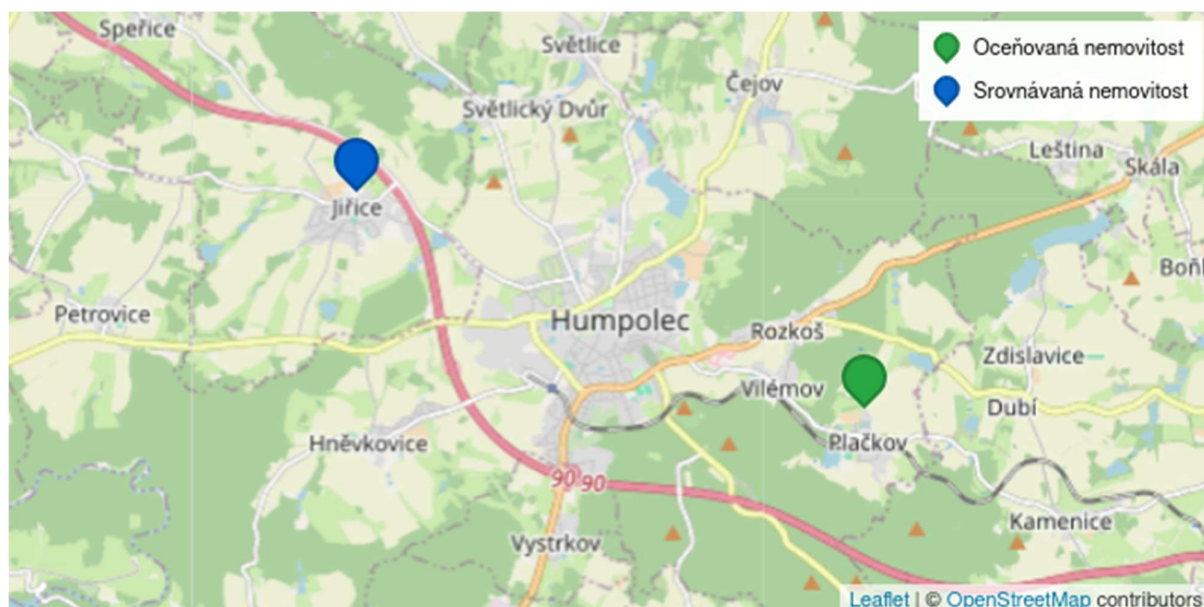 Speřice
Světlice
Oceňovaná nemovitost
Čejov
Srovnávaná nemovitost
Světlický Dvůr
Leština
Skála
Jiřice
Petrovice
Humpolec
Rozkoš
Zdislavice
Vilémov
Dubí
Hněvkovice
Plačkov
90
90
Kamenice
Vystrkov
Leaflet | © OpenStreetMap contributors